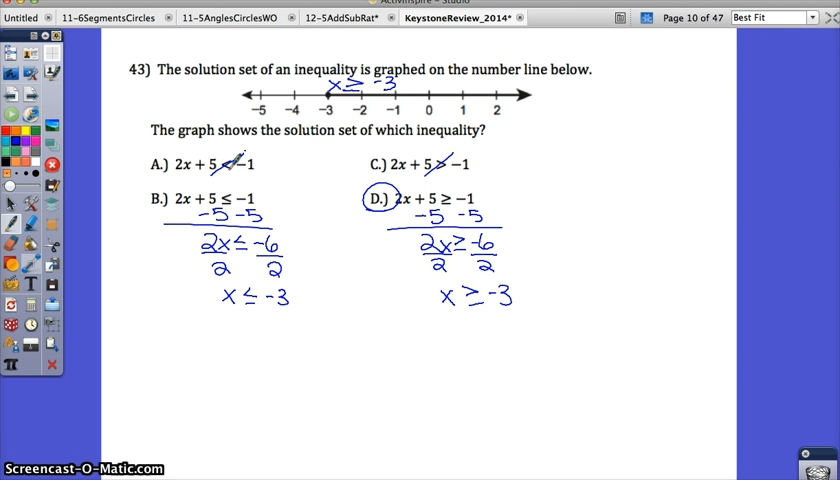 ActivInspire
Untitled 11-6SegmentsCircles 11-5AnglesCirclesWO 12-5AddSubRat* KeystoneReview_2014*
Page 10 of 47 Best Fit
43) The solution set of an inequality is graphed on the number line below.
x ≥ -3
-5 -4 -3 -2 -1 0 1 2
The graph shows the solution set of which inequality?
A.) 2x + 5 < -1 C.) 2x + 5 > -1
B.) 2x + 5 ≤ -1 D.) 2x + 5 ≥ -1
-5 -5 -5 -5
2x ≤ -6 2x ≥ -6
2 2 2 2
x ≤ -3 x ≥ -3
Screencast-O-Matic.com